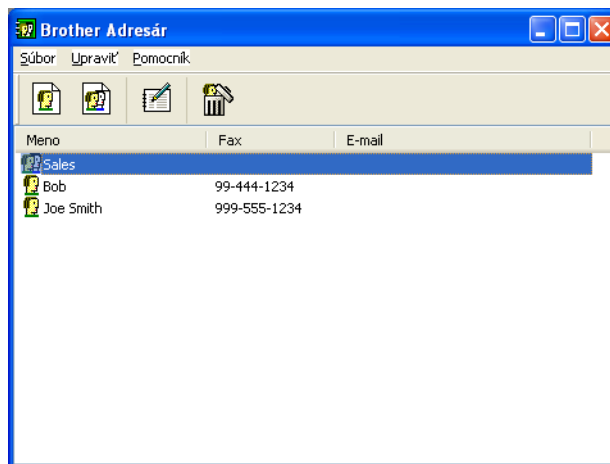 Brother Adresár
Súbor Upraviť Pomocník
Meno Fax E-mail
Sales
Bob 99-444-1234
Joe Smith 999-555-1234